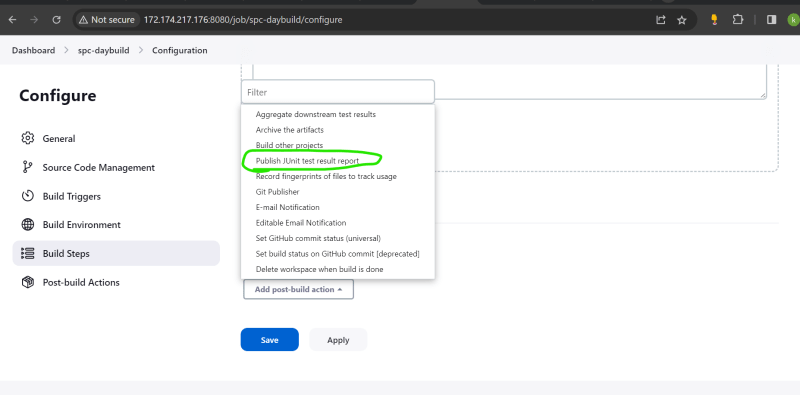 Not secure 172.174.217.176:8080/job/spc-daybuild/configure
k
Dashboard > spc-daybuild > Configuration
Configure
General
Source Code Management
Build Triggers
Build Environment
Build Steps
Post-build Actions
Filter
Aggregate downstream test results
Archive the artifacts
Build other projects
Publish JUnit test result report
Record fingerprints of files to track usage
Git Publisher
E-mail Notification
Editable Email Notification
Set GitHub commit status (universal)
Set build status on GitHub commit [deprecated]
Delete workspace when build is done
Add post-build action
Save
Apply